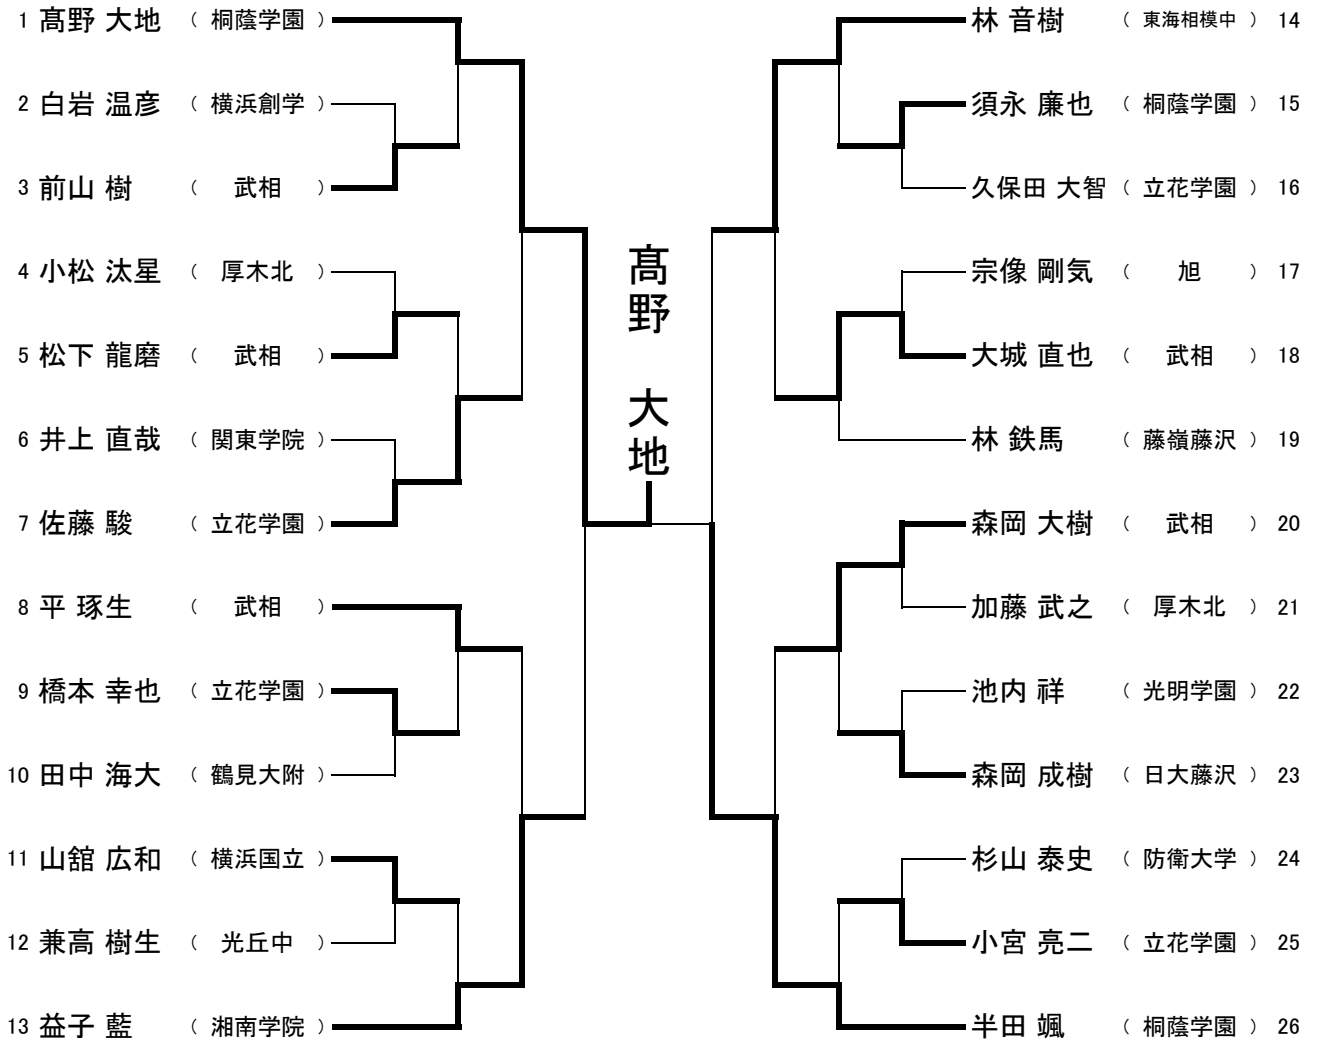 1 髙野 大地 （ 桐蔭学園 ）
2 白岩 温彦 （ 横浜創学 ）
3 前山 樹 （ 武相 ）
4 小松 汰星 （ 厚木北 ）
5 松下 龍磨 （ 武相 ）
6 井上 直哉 （ 関東学院 ）
7 佐藤 駿 （ 立花学園 ）
8 平 琢生 （ 武相 ）
9 橋本 幸也 （ 立花学園 ）
10 田中 海大 （ 鶴見大附 ）
11 山舘 広和 （ 横浜国立 ）
12 兼高 樹生 （ 光丘中 ）
13 益子 藍 （ 湘南学院 ）
髙野 大地
林 音樹 （ 東海相模中 ） 14
須永 廉也 （ 桐蔭学園 ） 15
久保田 大智 （ 立花学園 ） 16
宗像 剛気 （ 旭 ） 17
大城 直也 （ 武相 ） 18
林 鉄馬 （ 藤嶺藤沢 ） 19
森岡 大樹 （ 武相 ） 20
加藤 武之 （ 厚木北 ） 21
池内 祥 （ 光明学園 ） 22
森岡 成樹 （ 日大藤沢 ） 23
杉山 泰史 （ 防衛大学 ） 24
小宮 亮二 （ 立花学園 ） 25
半田 颯 （ 桐蔭学園 ） 26